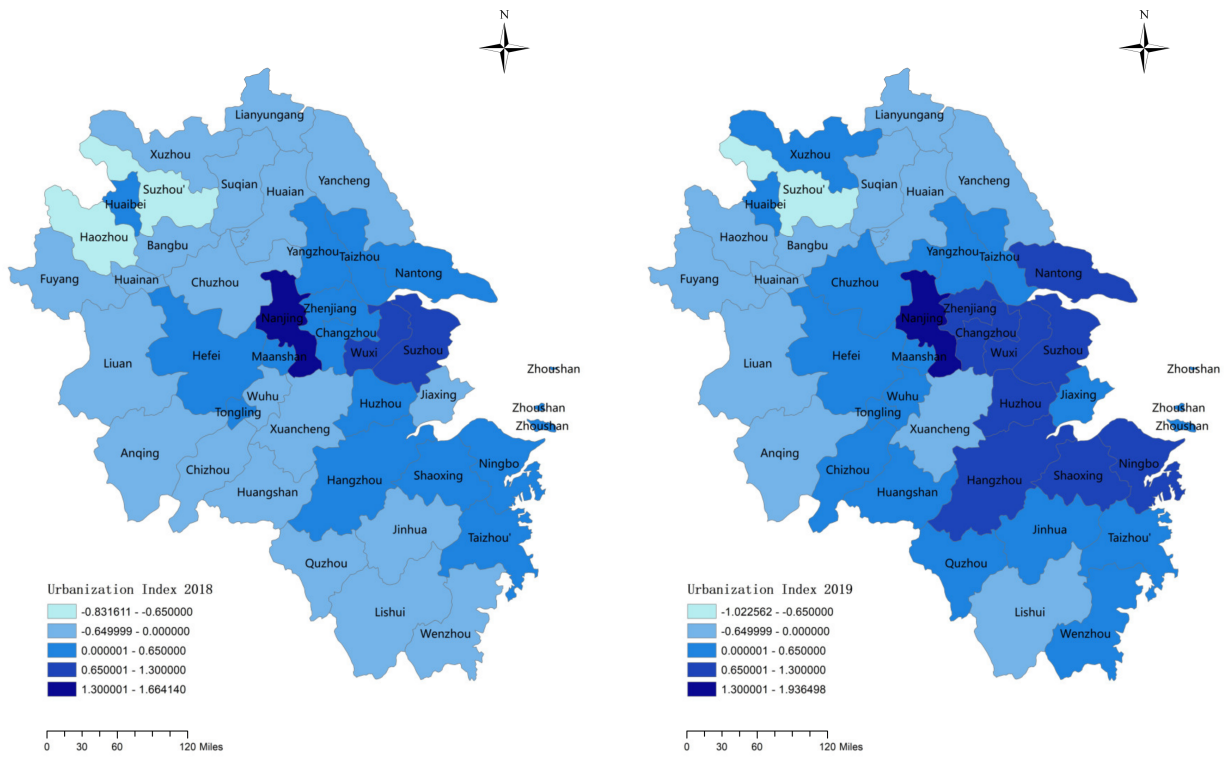 N
Lianyungang
Xuzhou
Suqian
Huaian
Yancheng
Suzhou'
Huaibei
Haozhou
Bangbu
Fuyang
Huainan
Chuzhou
Yangzhou
Taizhou
Nantong
Nanjing
Zhenjiang
Changzhou
Wuxi
Suzhou
Maanshan
Hefei
Liuan
Wuhu
Tongling
Huzhou
Jiaxing
Zhoushan
Zhoushan
Zhoushan
Xuancheng
Anqing
Chizhou
Huangshan
Hangzhou
Shaoxing
Ningbo
Jinhua
Taizhou'
Quzhou
Lishui
Wenzhou
Urbanization Index 2018
-0.831611 - -0.650000
-0.649999 - 0.000000
0.000001 - 0.650000
0.650001 - 1.300000
1.300001 - 1.664140
0 30 60 120 Miles
N
Lianyungang
Xuzhou
Suqian
Huaian
Yancheng
Suzhou'
Huaibei
Haozhou
Bangbu
Fuyang
Huainan
Chuzhou
Yangzhou
Taizhou
Nantong
Nanjing
Zhenjiang
Changzhou
Wuxi
Suzhou
Maanshan
Hefei
Liuan
Wuhu
Tongling
Huzhou
Jiaxing
Zhoushan
Zhoushan
Zhoushan
Xuancheng
Anqing
Chizhou
Huangshan
Hangzhou
Shaoxing
Ningbo
Jinhua
Taizhou'
Quzhou
Lishui
Wenzhou
Urbanization Index 2019
-1.022562 - -0.650000
-0.649999 - 0.000000
0.000001 - 0.650000
0.650001 - 1.300000
1.300001 - 1.936498
0 30 60 120 Miles